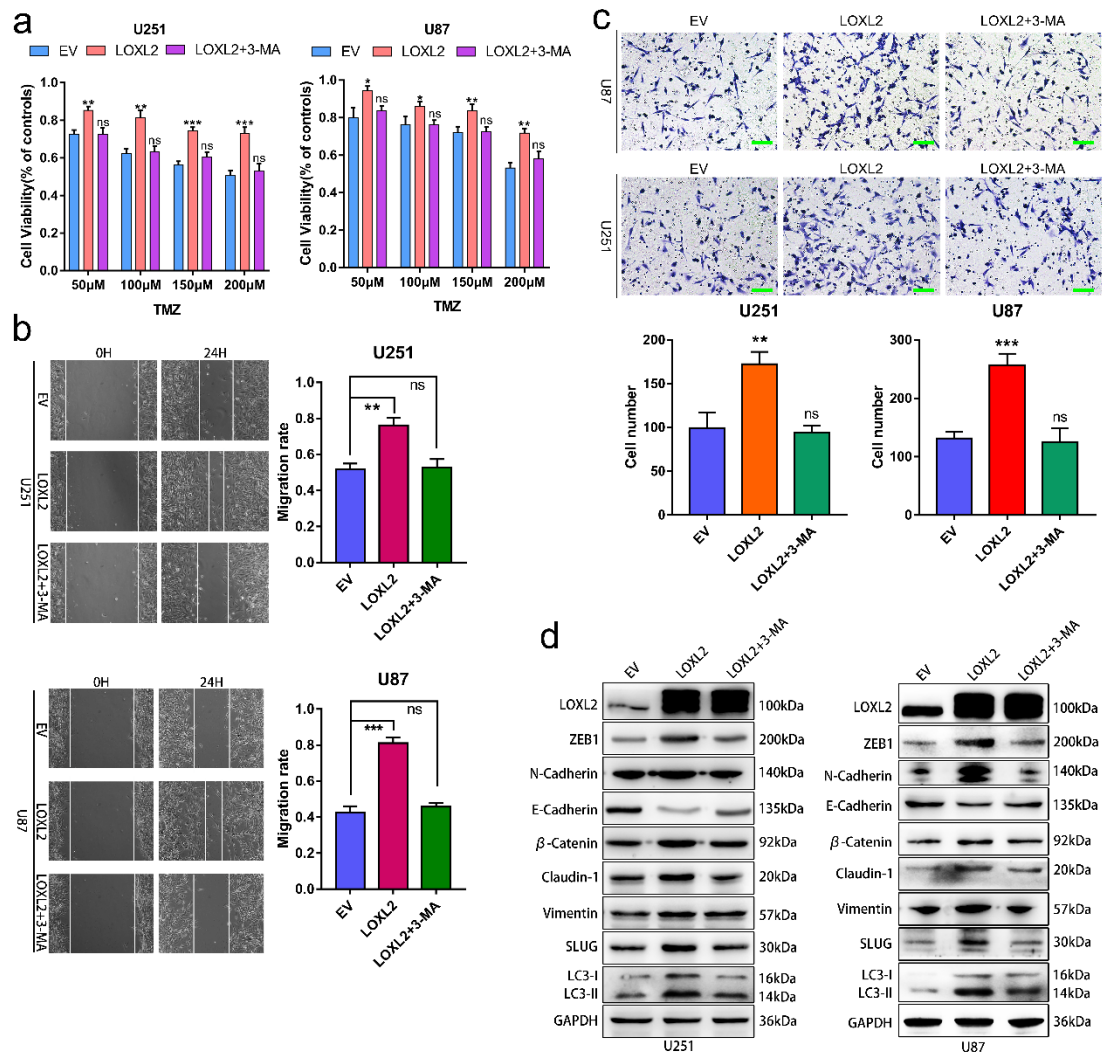 a
U251
EV LOXL2 LOXL2+3-MA
Cell Viability(% of controls)
1.0
0.8
0.6
0.4
0.2
0.0
** ** *** ***
ns ns ns ns
50μM 100μM 150μM 200μM
TMZ
U87
EV LOXL2 LOXL2+3-MA
Cell Viability(% of controls)
1.0
0.8
0.6
0.4
0.2
0.0
* * ** **
ns ns ns ns
50μM 100μM 150μM 200μM
TMZ
b
0H 24H
EV
LOXL2
LOXL2+3-MA
U251
U251
Migration rate
1.0
0.8
0.6
0.4
0.2
0.0
ns
**
EV LOXL2 LOXL2+3-MA
0H 24H
EV
LOXL2
LOXL2+3-MA
U87
U87
Migration rate
1.0
0.8
0.6
0.4
0.2
0.0
ns
***
EV LOXL2 LOXL2+3-MA
c
EV LOXL2 LOXL2+3-MA
U87
EV LOXL2 LOXL2+3-MA
U251
U251
Cell number
200
150
100
50
0
**
ns
EV LOXL2 LOXL2+3-MA
U87
Cell number
300
200
100
0
***
ns
EV LOXL2 LOXL2+3-MA
d
EV LOXL2 LOXL2+3-MA
LOXL2 100kDa
ZEB1 200kDa
N-Cadherin 140kDa
E-Cadherin 135kDa
β-Catenin 92kDa
Claudin-1 20kDa
Vimentin 57kDa
SLUG 30kDa
LC3-I 16kDa
LC3-II 14kDa
GAPDH 36kDa
U251
EV LOXL2 LOXL2+3-MA
LOXL2 100kDa
ZEB1 200kDa
N-Cadherin 140kDa
E-Cadherin 135kDa
β-Catenin 92kDa
Claudin-1 20kDa
Vimentin 57kDa
SLUG 30kDa
LC3-I 16kDa
LC3-II 14kDa
GAPDH 36kDa
U87